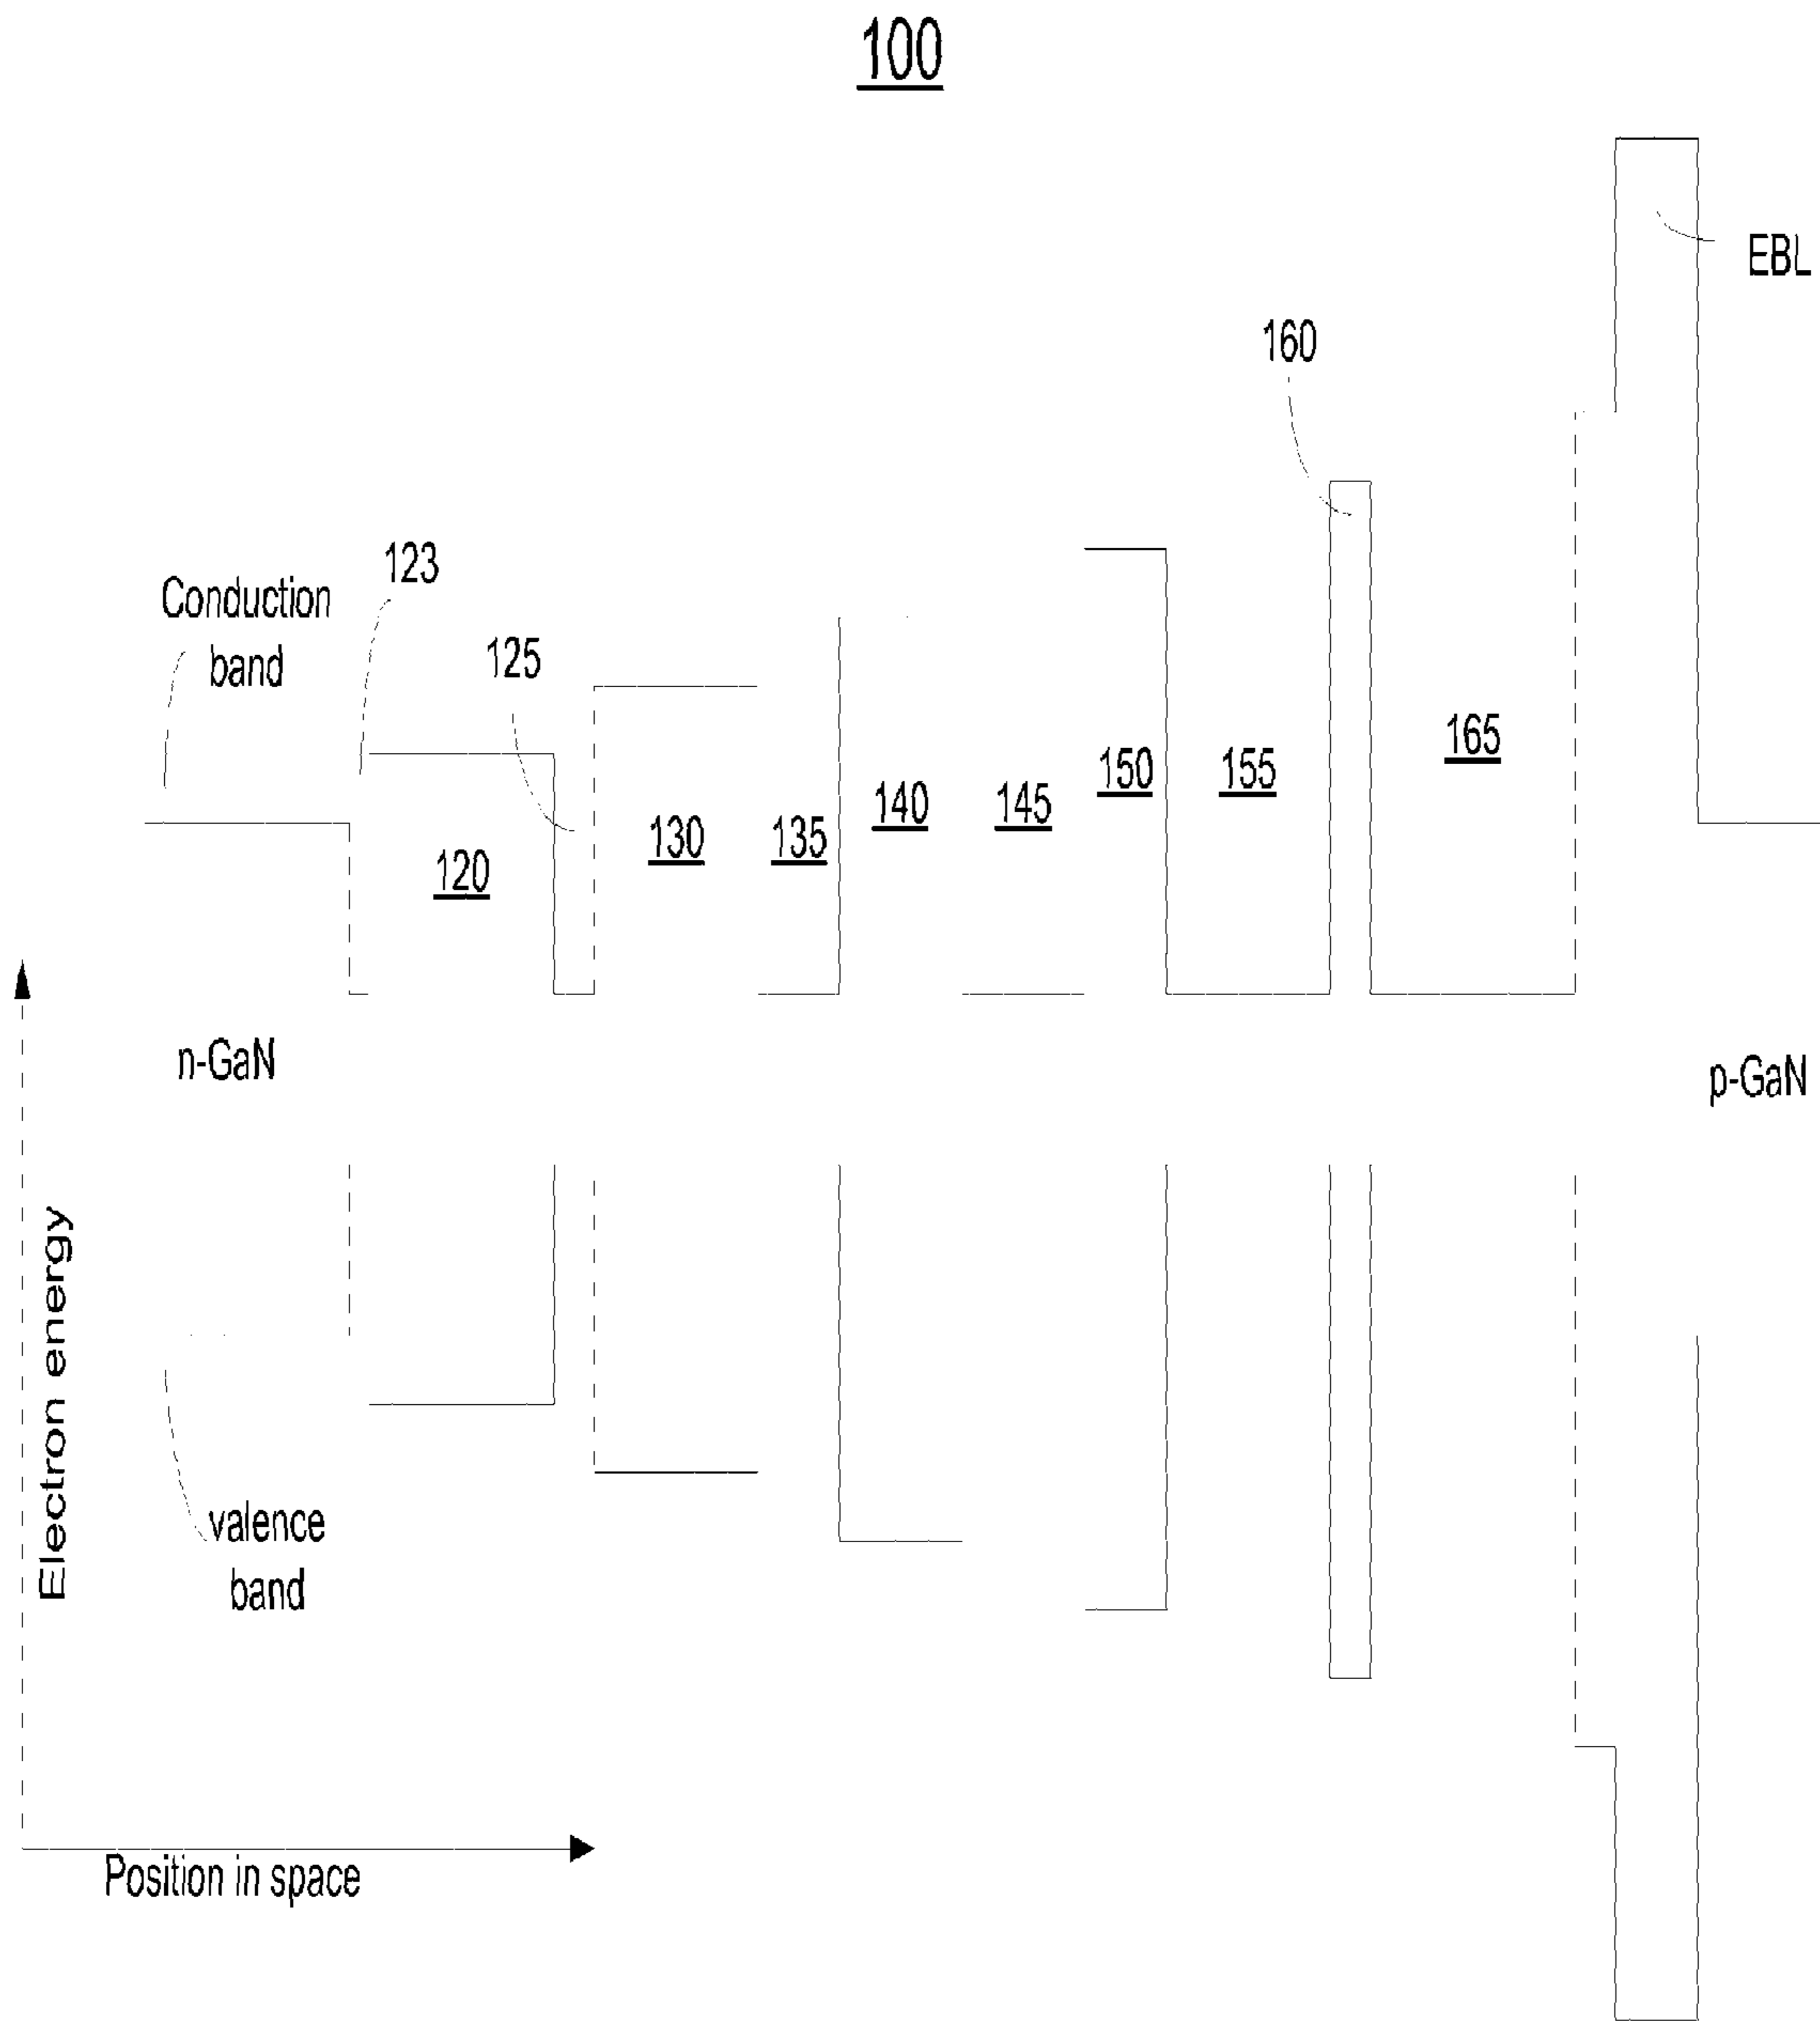 100
EBL
160
123
Conduction
band
125
165
150
155
140
145
130
135
120
n-GaN
p-GaN
Electron energy
valence
band
Position in space